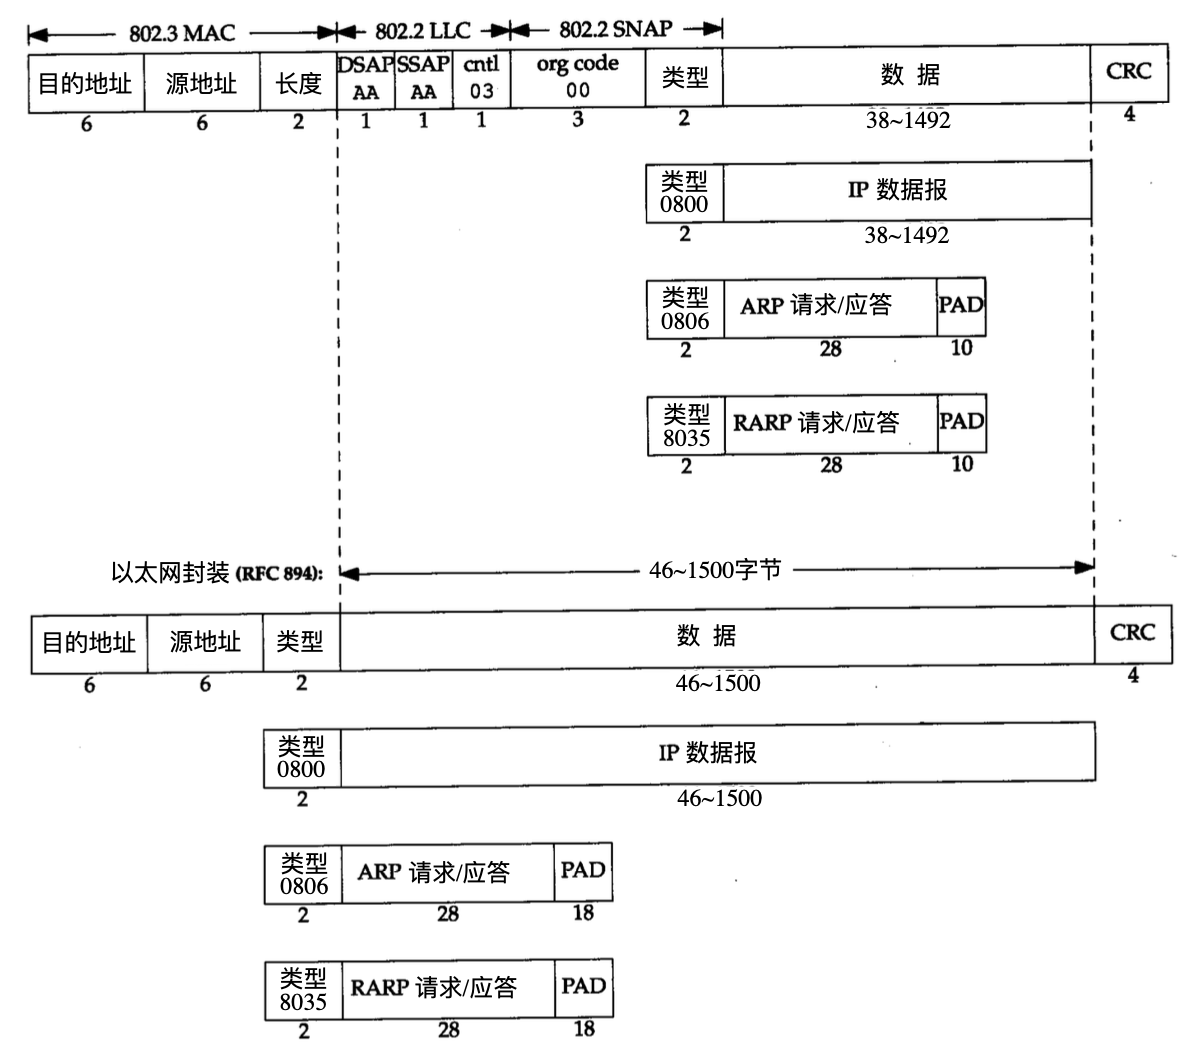 802.3 MAC 802.2 LLC 802.2 SNAP
目的地址 源地址 长度 DSAP AA SSAP AA cntl 03 org code 00 类型 数 据 CRC
6 6 2 1 1 1 3 2 38~1492 4
类型 0800 IP 数据报
2 38~1492
类型 0806 ARP 请求/应答 PAD
2 28 10
类型 8035 RARP 请求/应答 PAD
2 28 10
以太网封装 (RFC 894): 46~1500字节
目的地址 源地址 类型 数 据 CRC
6 6 2 46~1500 4
类型 0800 IP 数据报
2 46~1500
类型 0806 ARP 请求/应答 PAD
2 28 18
类型 8035 RARP 请求/应答 PAD
2 28 18